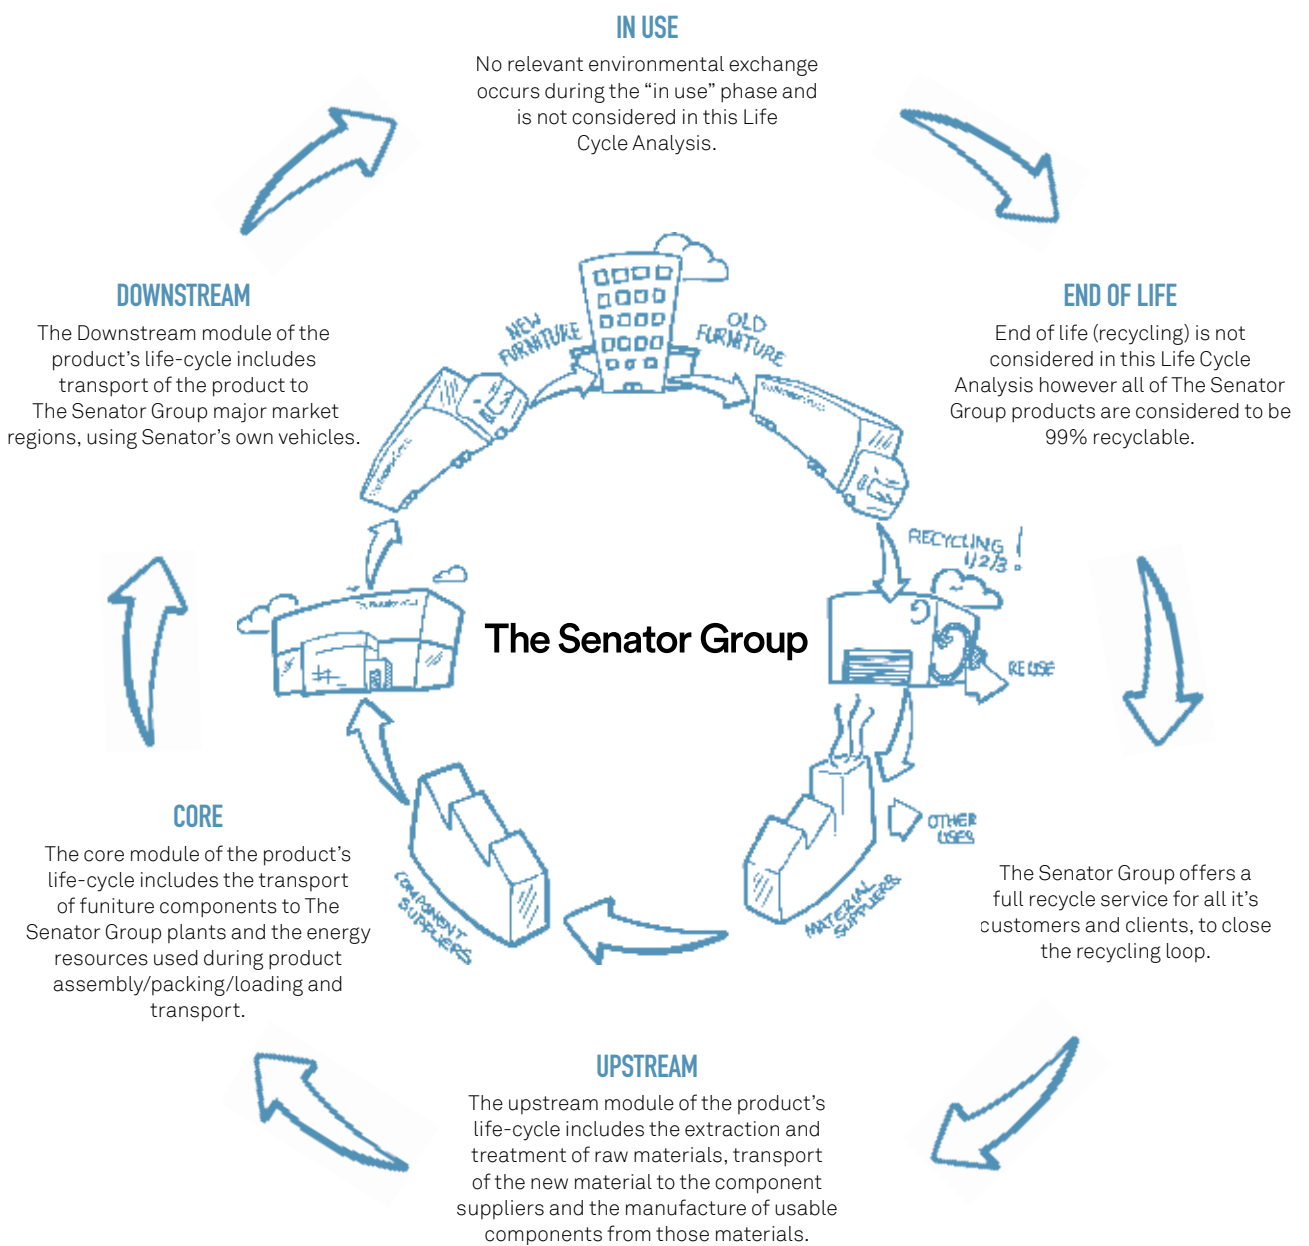 IN USE
No relevant environmental exchange
occurs during the “in use” phase and
is not considered in this Life
Cycle Analysis.
DOWNSTREAM
The Downstream module of the
product’s life-cycle includes
transport of the product to
The Senator Group major market
regions, using Senator’s own vehicles.
END OF LIFE
End of life (recycling) is not
considered in this Life Cycle
Analysis however all of The Senator
Group products are considered to be
99% recyclable.
NEW
FURNITURE
OLD
FURNITURE
RECYCLING
1/2/3!
The Senator Group
RE USE
OTHER
USES
COMPONENT
SUPPLIERS
MATERIAL
SUPPLIERS
CORE
The core module of the product’s
life-cycle includes the transport
of funiture components to The
Senator Group plants and the energy
resources used during product
assembly/packing/loading and
transport.
The Senator Group offers a
full recycle service for all it’s
customers and clients, to close
the recycling loop.
UPSTREAM
The upstream module of the product’s
life-cycle includes the extraction and
treatment of raw materials, transport
of the new material to the component
suppliers and the manufacture of usable
components from those materials.